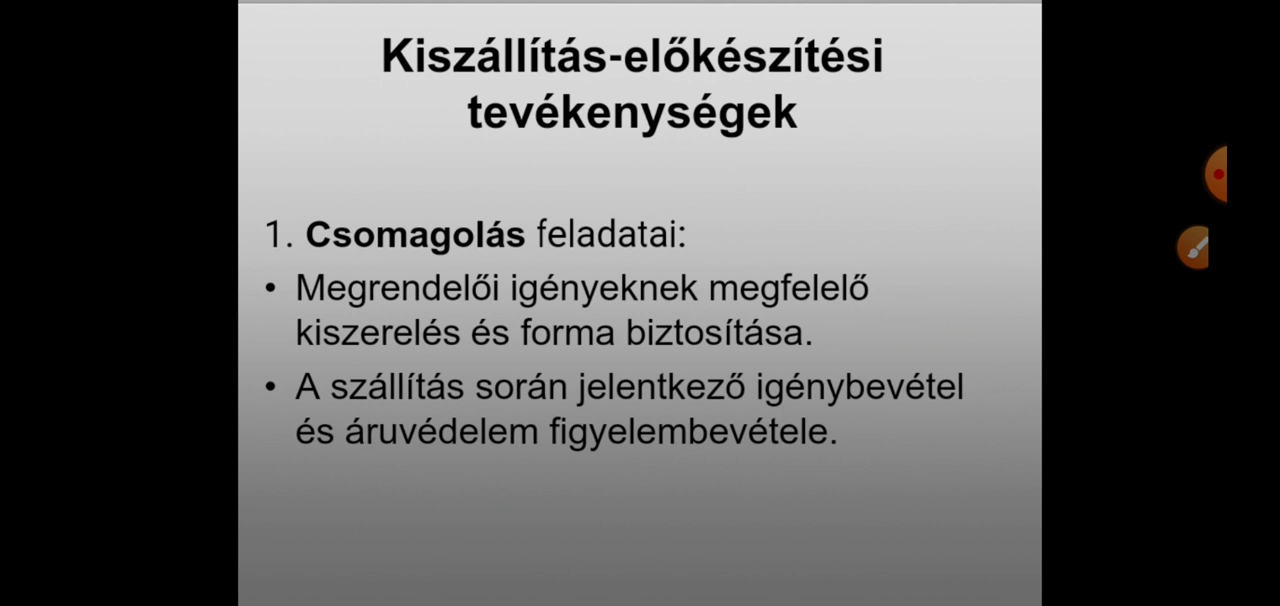 Kiszállítás-előkészítési
tevékenységek
1. Csomagolás feladatai:
• Megrendelői igényeknek megfelelő
kiszerelés és forma biztosítása.
• A szállítás során jelentkező igénybevétel
és áruvédelem figyelembevétele.